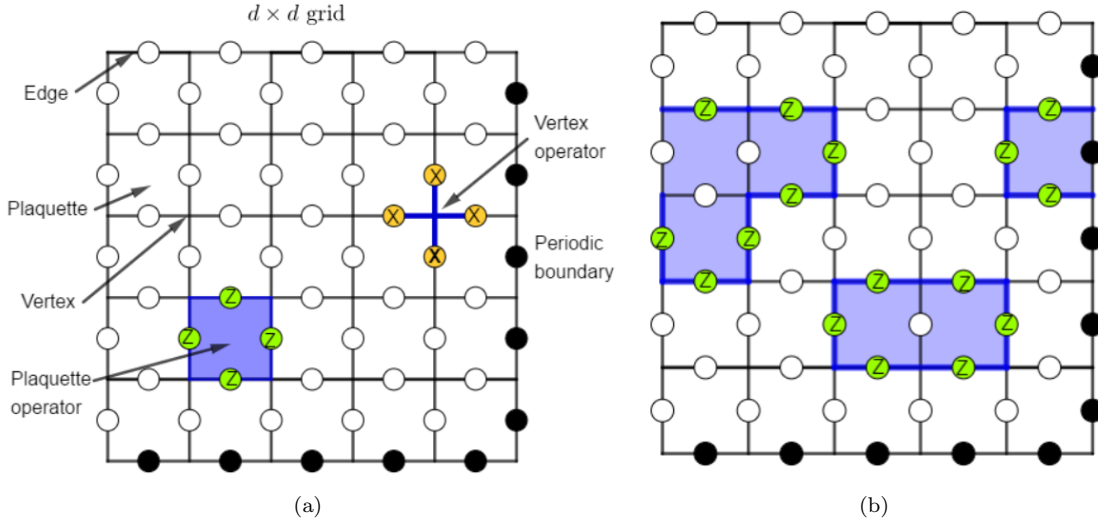 d × d grid
Edge
Vertex
operator
X
X X
X
Plaquette
Periodic
boundary
Vertex
Z
Z Z
Z
Plaquette
operator
(a)
Z Z Z
Z Z
Z Z
Z Z
Z Z Z
Z Z
Z Z
(b)